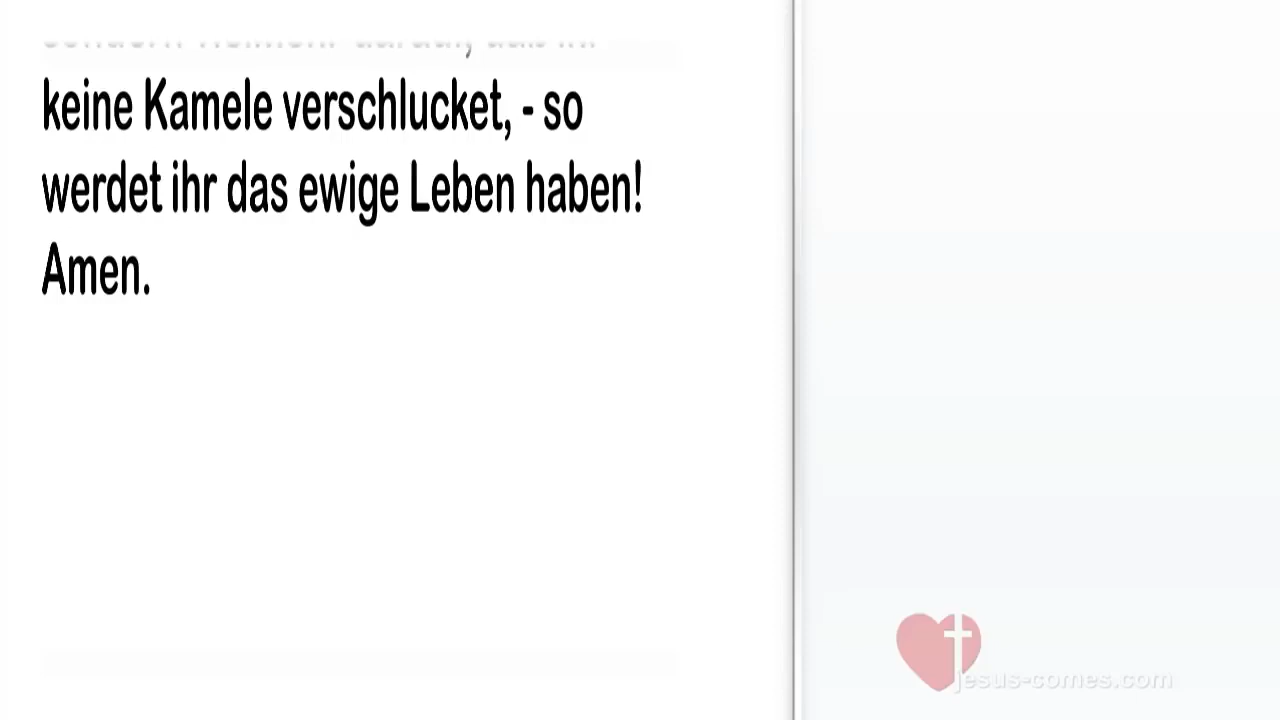 keine Kamele verschlucket, - so
werdet ihr das ewige Leben haben!
Amen.
jesus-comes.com